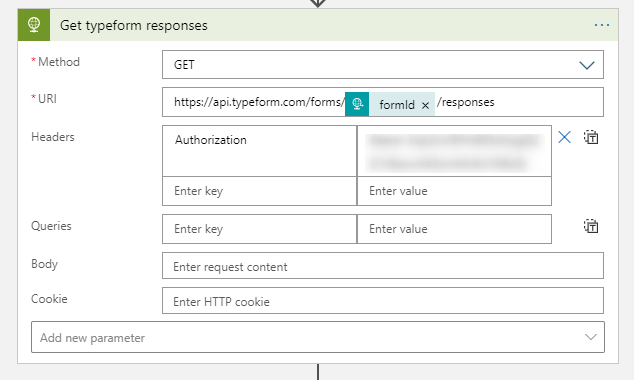 Get typeform responses
* Method
GET
* URI
https://api.typeform.com/forms/ formId × /responses
Headers
Authorization
Enter key
Enter value
Queries
Enter key
Enter value
Body
Enter request content
Cookie
Enter HTTP cookie
Add new parameter